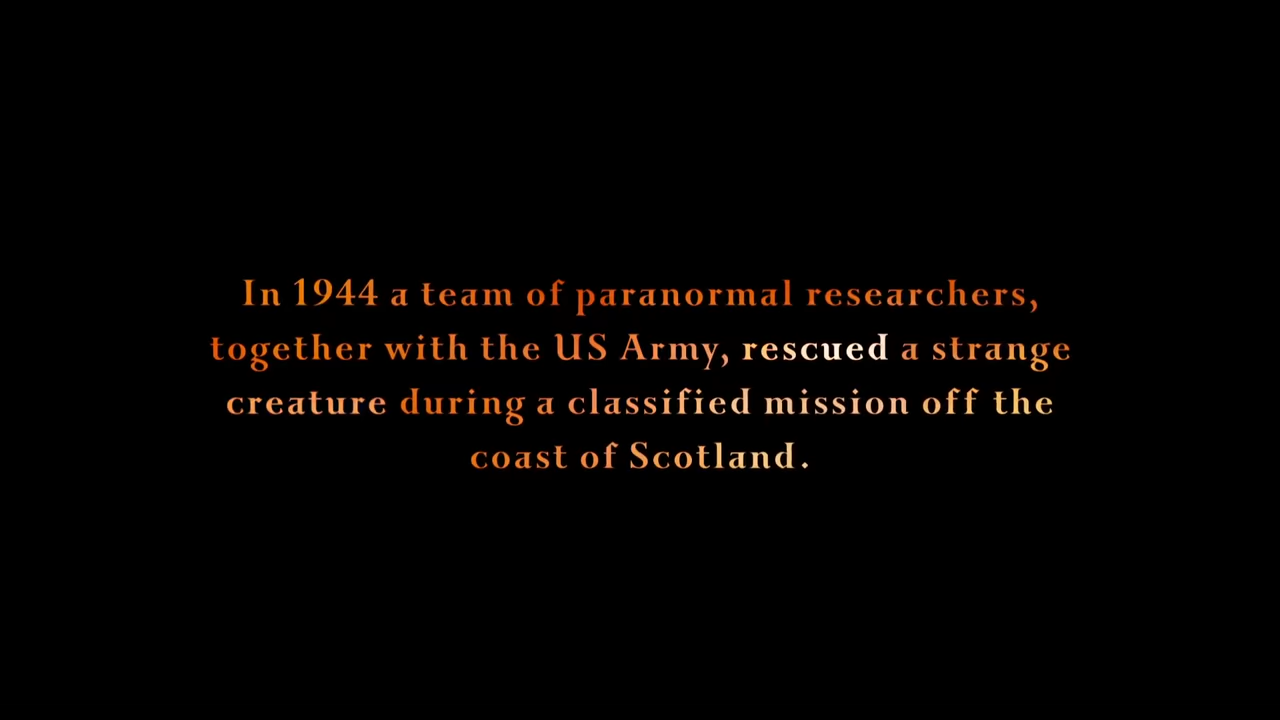 In 1944 a team of paranormal researchers,
together with the US Army, rescued a strange
creature during a classified mission off the
coast of Scotland.